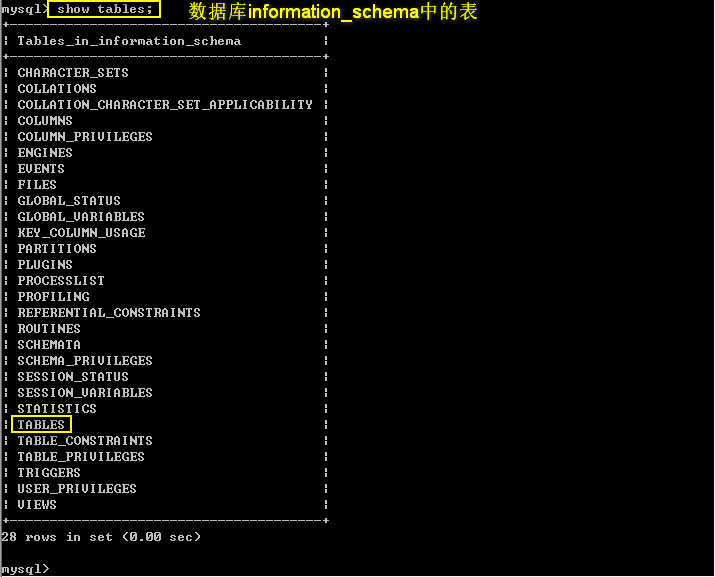 mysql> show tables; 数据库information_schema中的表
+----------------------------------------+
| Tables_in_information_schema |
+----------------------------------------+
| CHARACTER_SETS |
| COLLATIONS |
| COLLATION_CHARACTER_SET_APPLICABILITY |
| COLUMNS |
| COLUMN_PRIVILEGES |
| ENGINES |
| EVENTS |
| FILES |
| GLOBAL_STATUS |
| GLOBAL_VARIABLES |
| KEY_COLUMN_USAGE |
| PARTITIONS |
| PLUGINS |
| PROCESSLIST |
| PROFILING |
| REFERENTIAL_CONSTRAINTS |
| ROUTINES |
| SCHEMATA |
| SCHEMA_PRIVILEGES |
| SESSION_STATUS |
| SESSION_VARIABLES |
| STATISTICS |
| TABLES |
| TABLE_CONSTRAINTS |
| TABLE_PRIVILEGES |
| TRIGGERS |
| USER_PRIVILEGES |
| VIEWS |
+----------------------------------------+
28 rows in set (0.00 sec)
mysql>